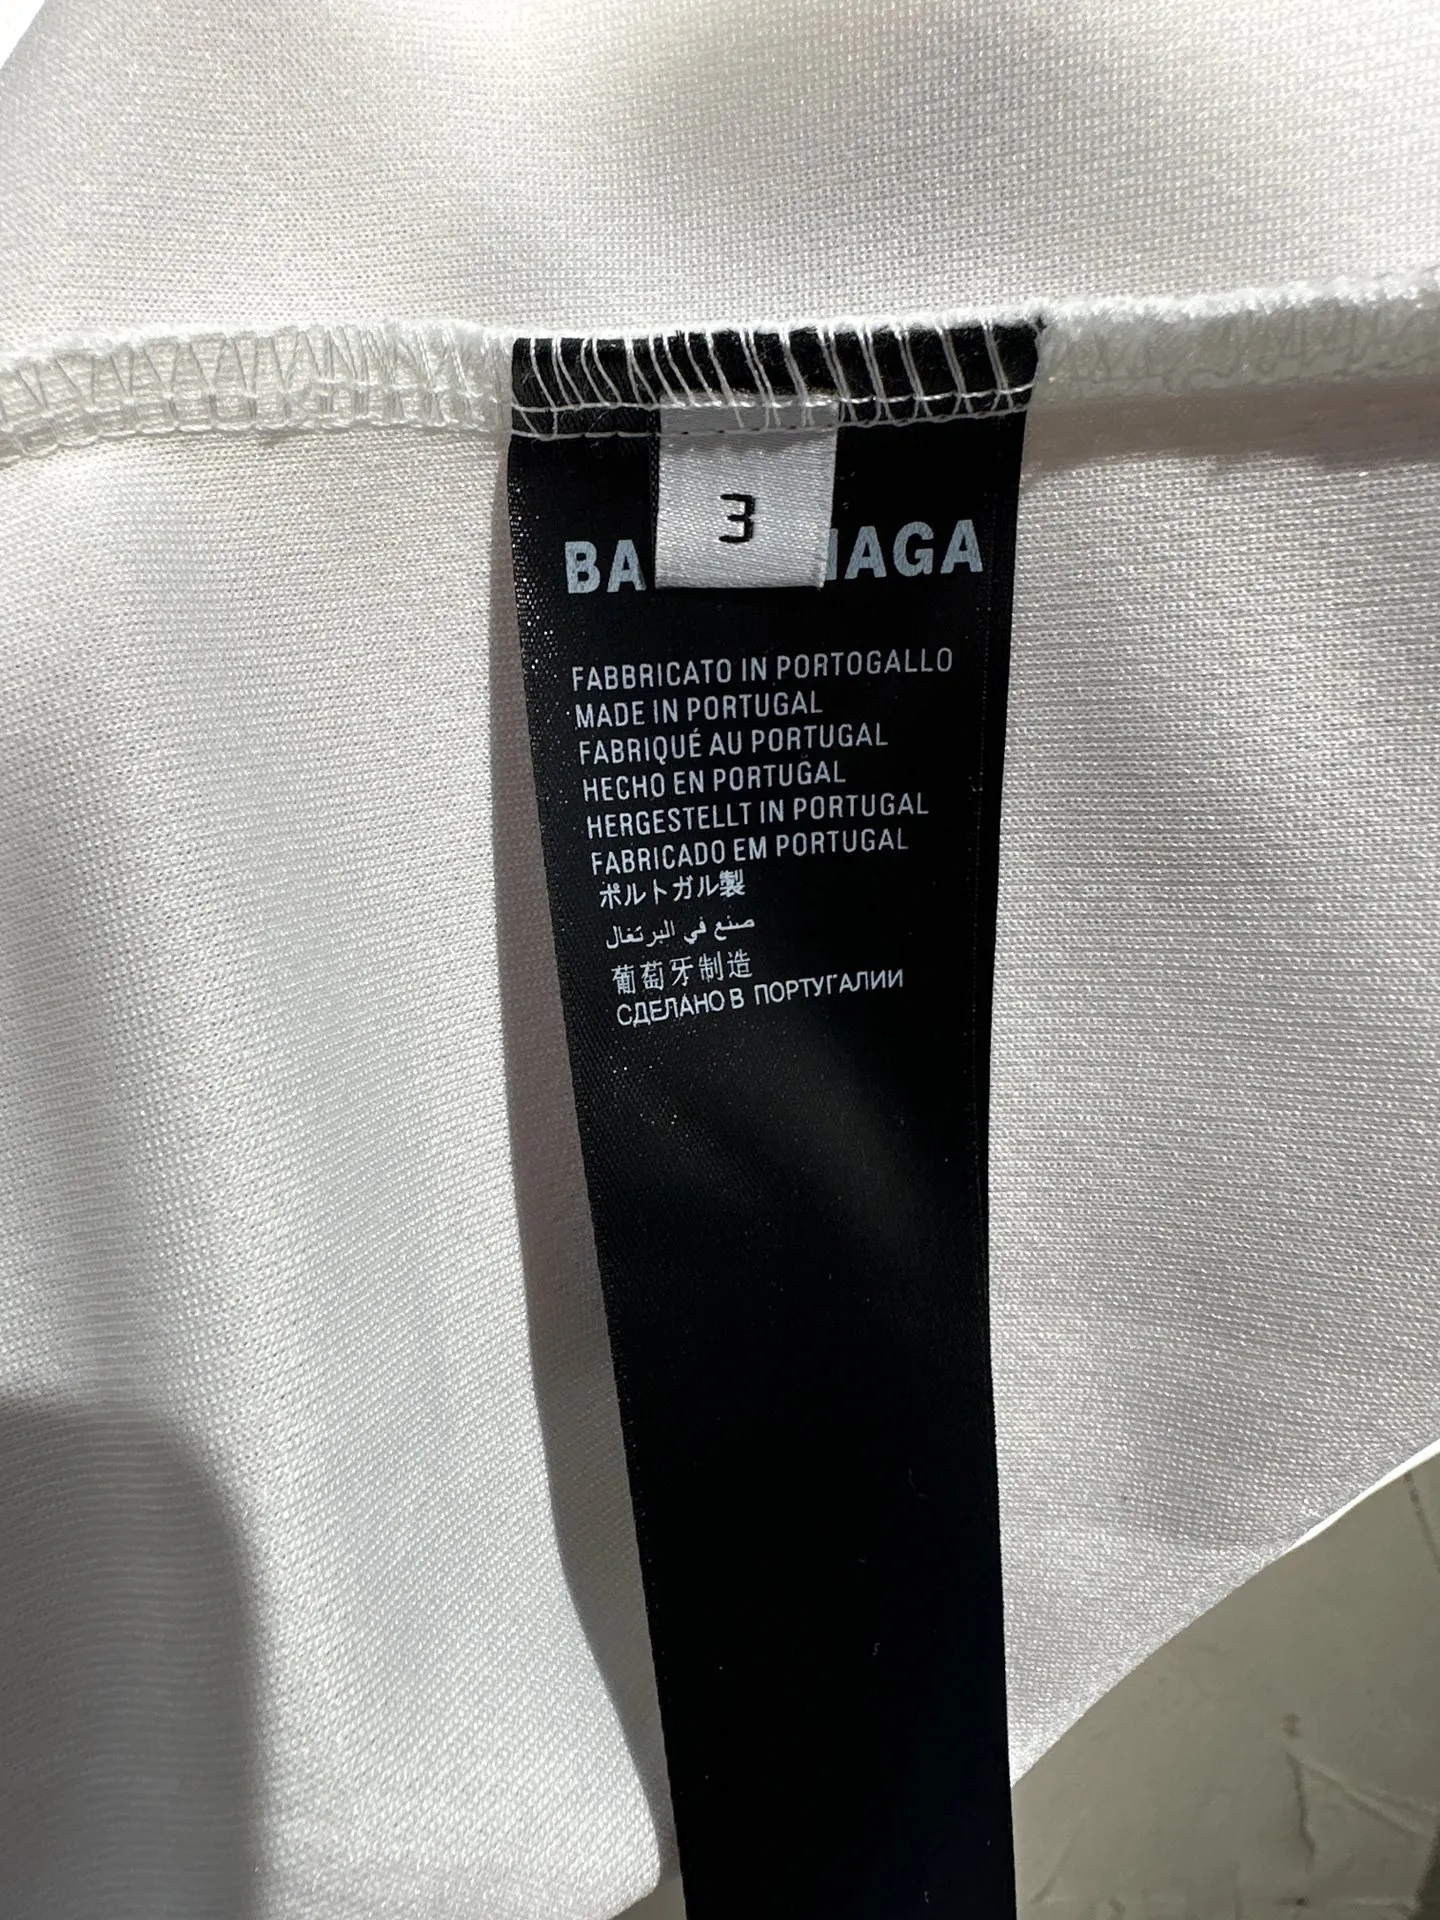 3
BA NAGA
FABBRICATO IN PORTOGALLO
MADE IN PORTUGAL
FABRIQUÉ AU PORTUGAL
HECHO EN PORTUGAL
HERGESTELLT IN PORTUGAL
FABRICADO EM PORTUGAL
ポルトガル製
صنع في البرتغال
葡萄牙制造
СДЕЛАНО В ПОРТУГАЛИИ